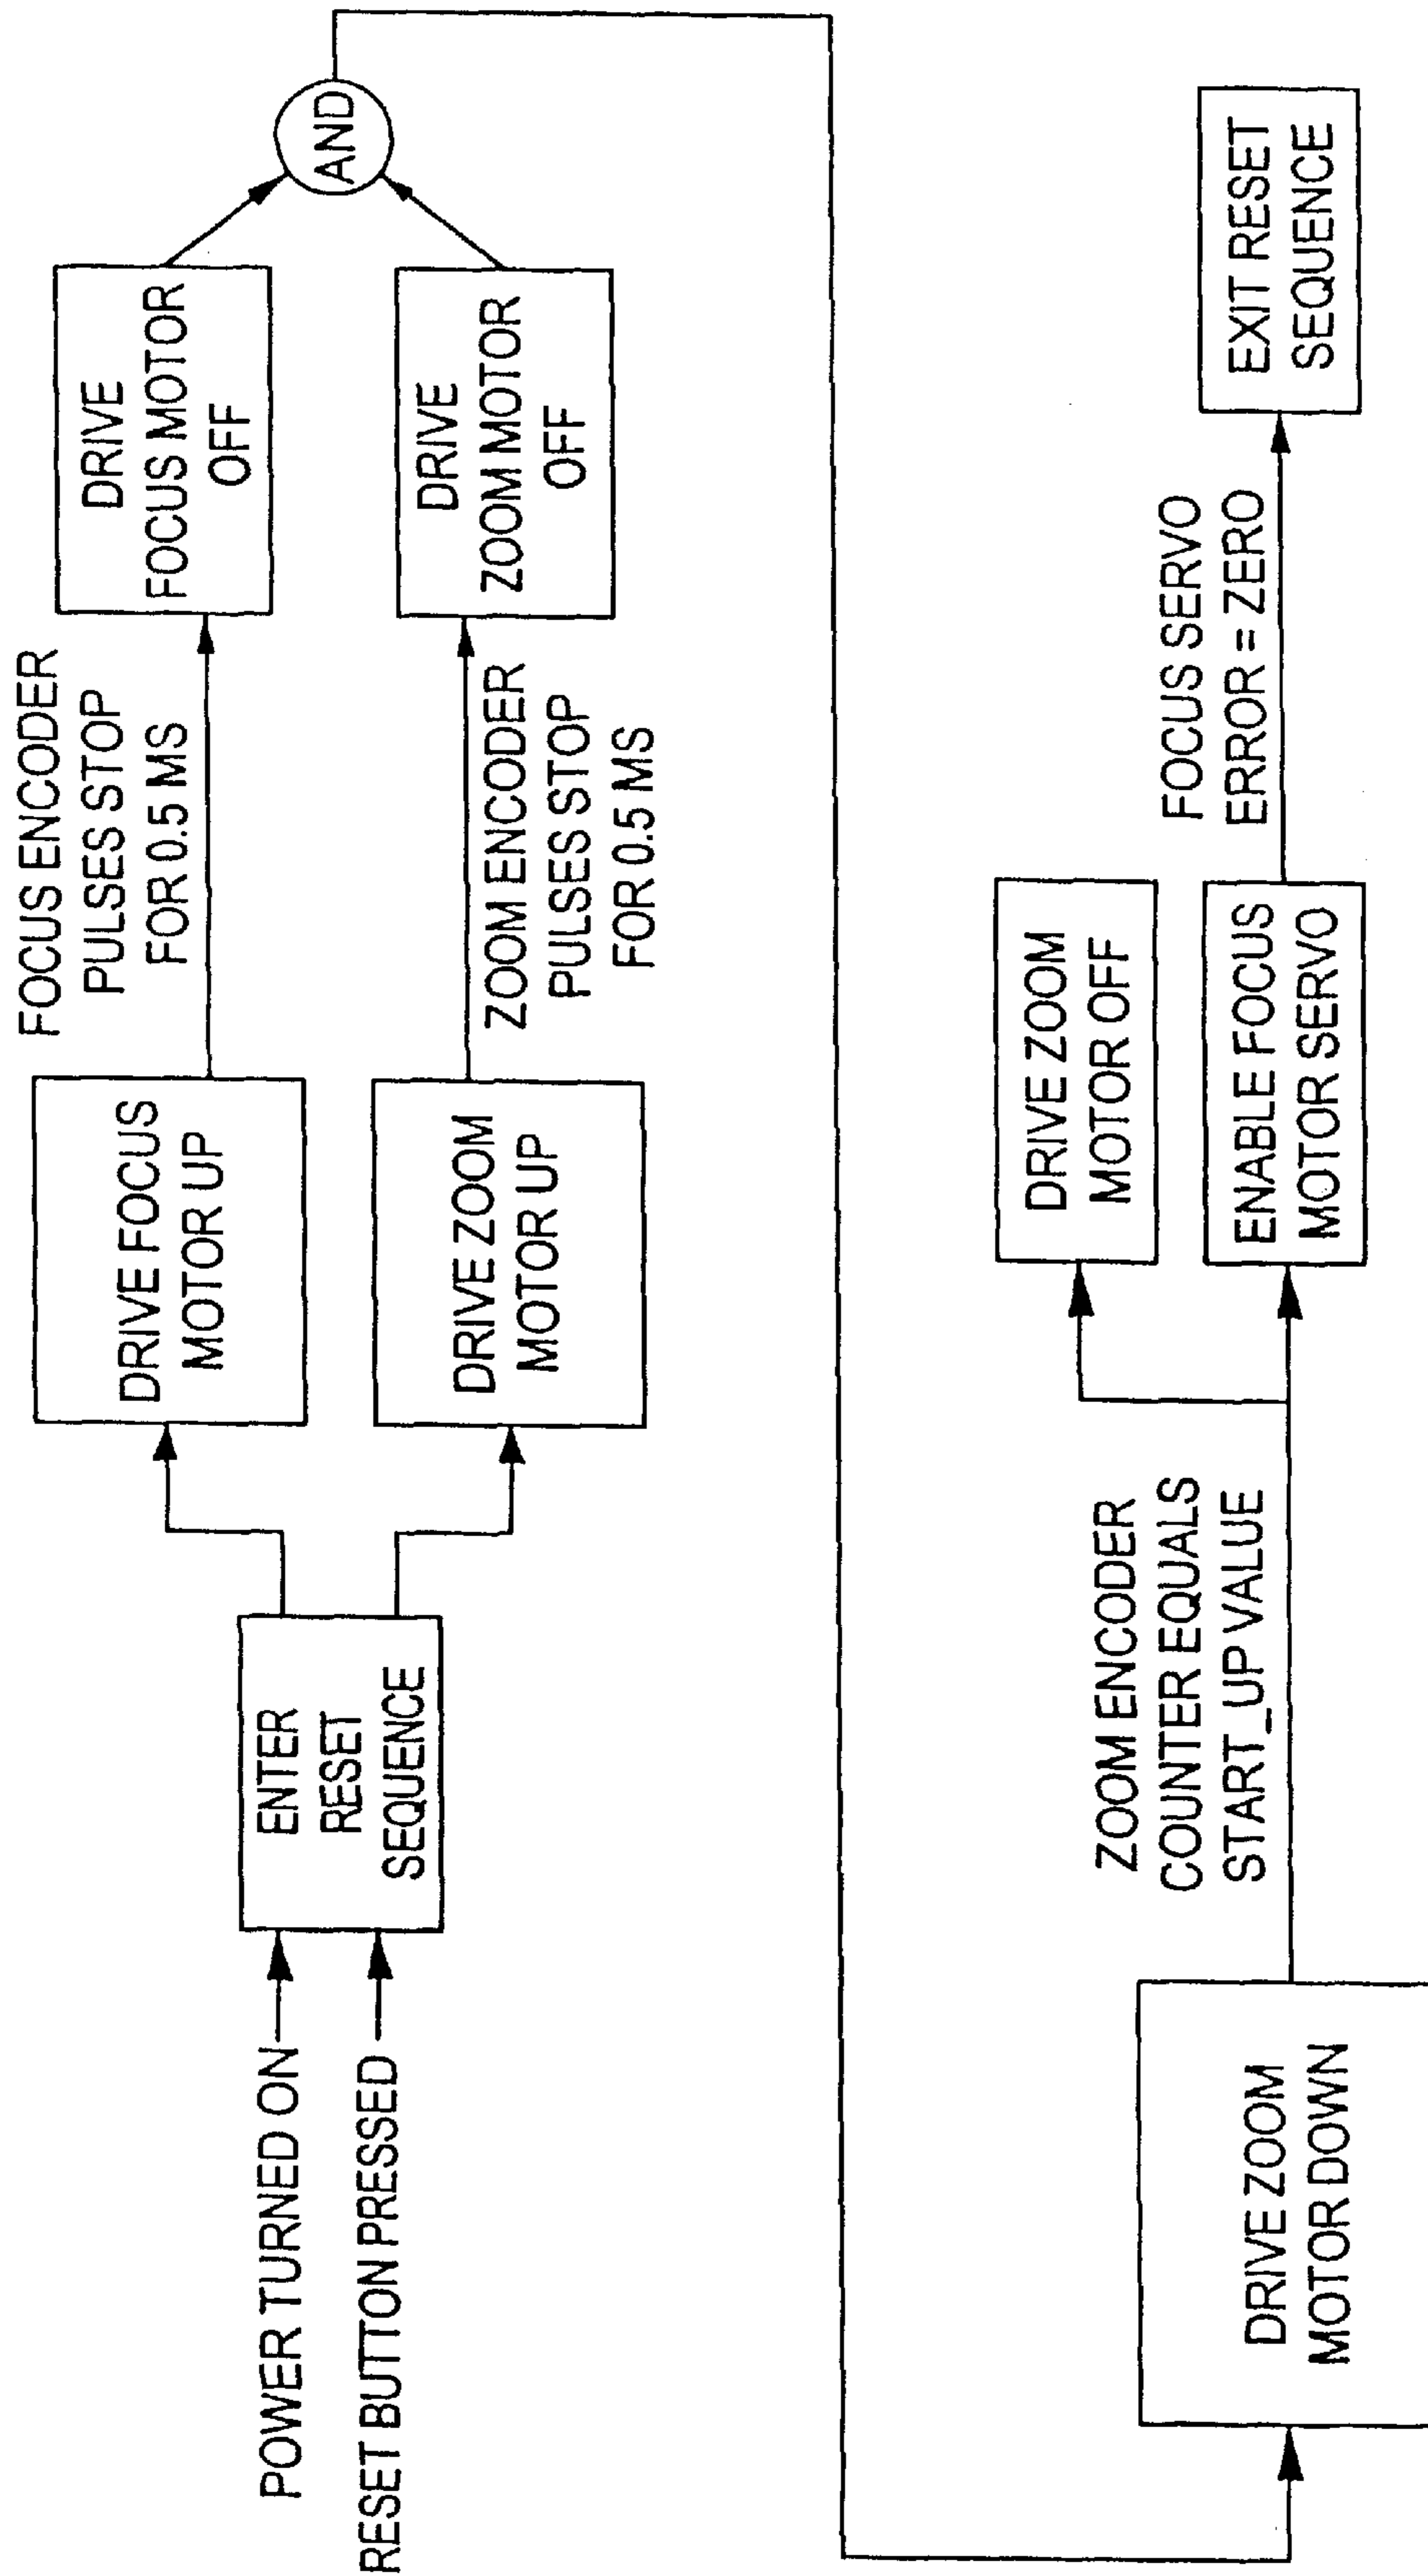 POWER TURNED ON
RESET BUTTON PRESSED
ENTER
RESET
SEQUENCE
DRIVE FOCUS
MOTOR UP
DRIVE ZOOM
MOTOR UP
FOCUS ENCODER
PULSES STOP
FOR 0.5 MS
ZOOM ENCODER
PULSES STOP
FOR 0.5 MS
DRIVE
FOCUS MOTOR
OFF
DRIVE
ZOOM MOTOR
OFF
AND
DRIVE ZOOM
MOTOR DOWN
ZOOM ENCODER
COUNTER EQUALS
START_UP VALUE
DRIVE ZOOM
MOTOR OFF
ENABLE FOCUS
MOTOR SERVO
FOCUS SERVO
ERROR = ZERO
EXIT RESET
SEQUENCE